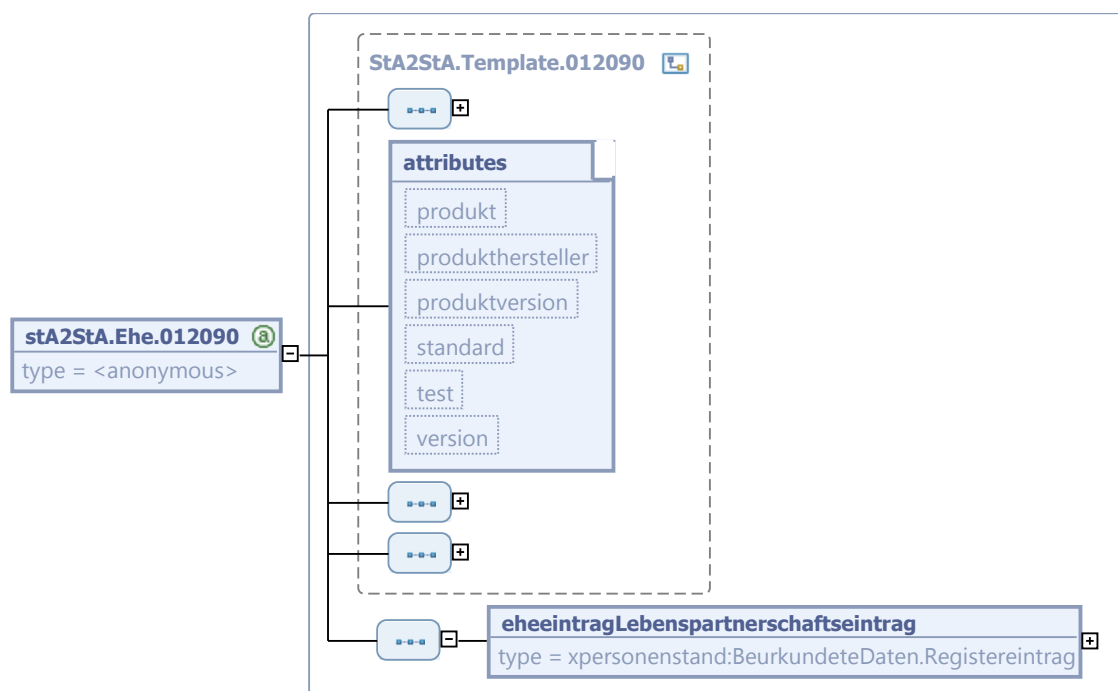 StA2StA.Template.012090
attributes
produkt
produkthersteller
produktversion
standard
test
version
stA2StA.Ehe.012090 a
type = <anonymous>
eheeintragLebenspartnerschaftseintrag
type = xpersonenstand:BeurkundeteDaten.Registereintrag